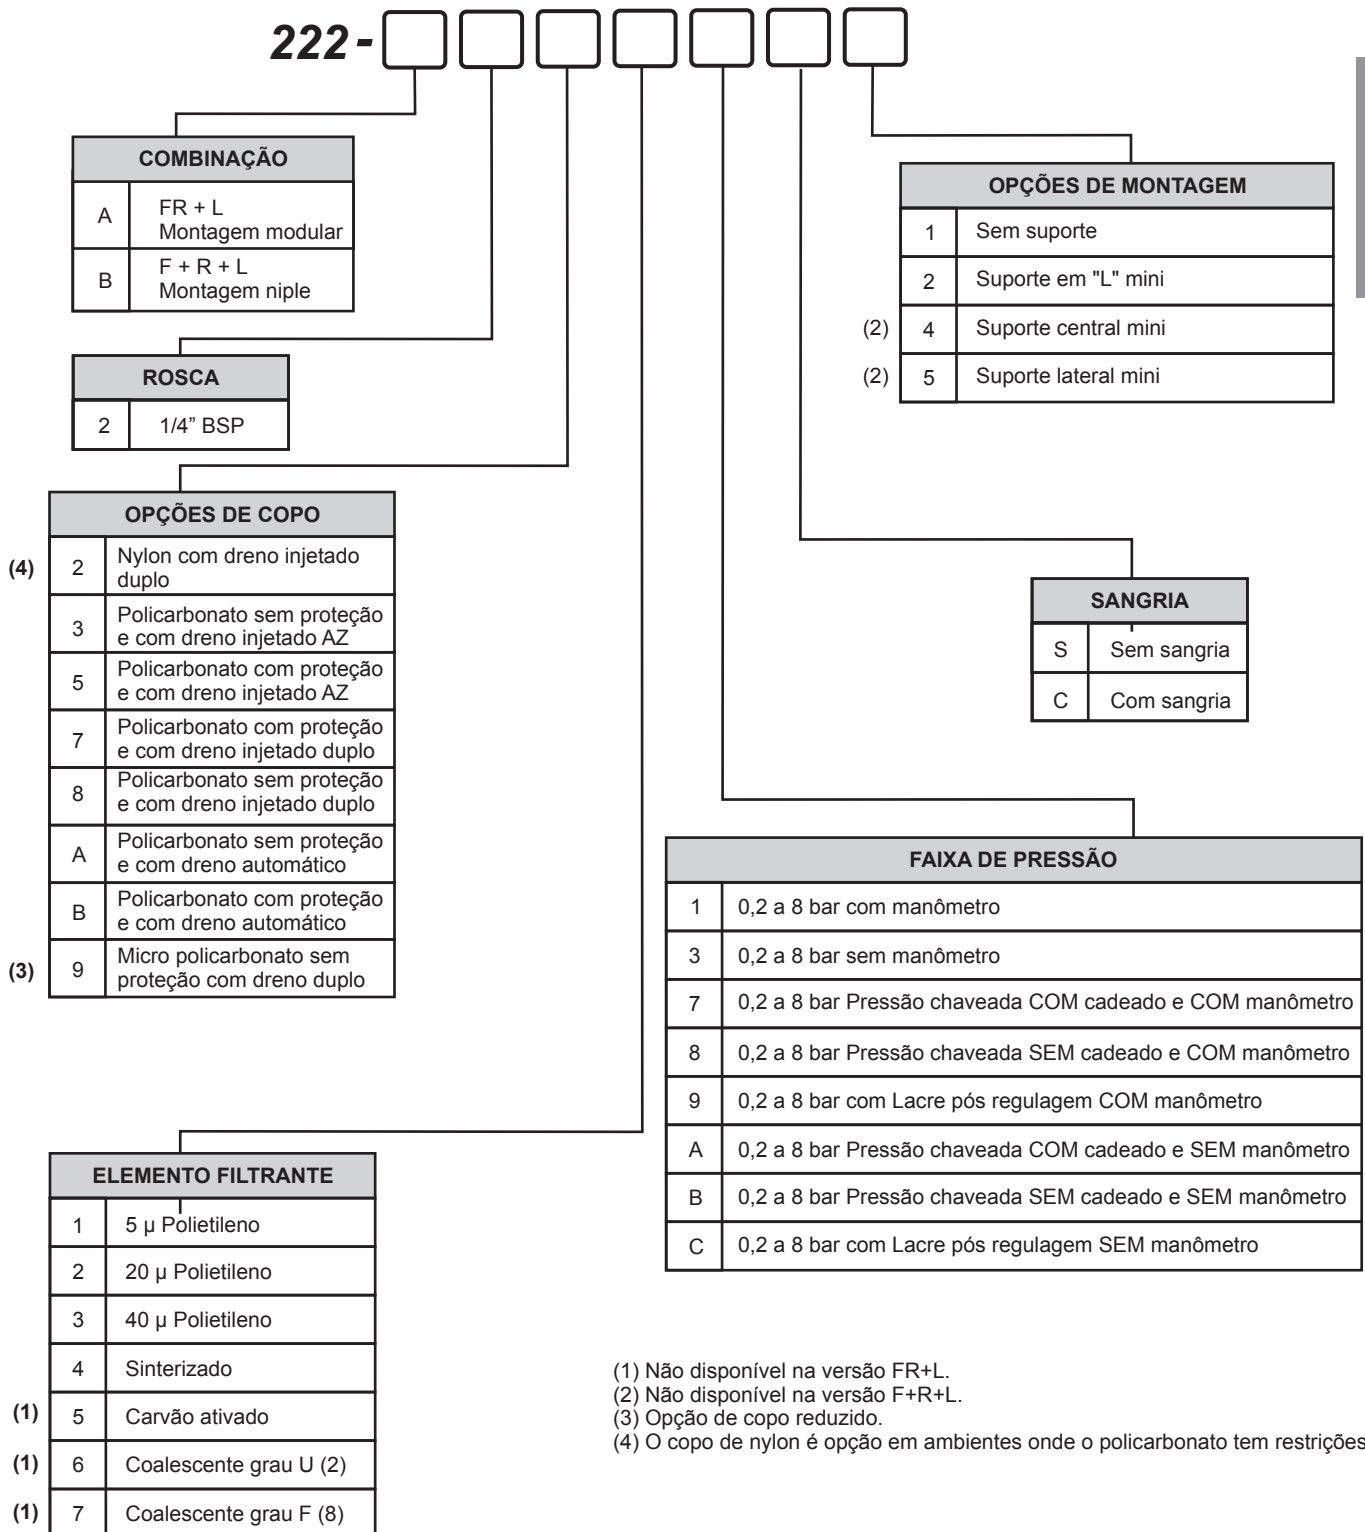 222-
COMBINAÇÃO
A FR + L
Montagem modular
B F + R + L
Montagem niple
ROSCA
2 1/4” BSP
OPÇÕES DE COPO
(4) 2 Nylon com dreno injetado
duplo
3 Policarbonato sem proteção
e com dreno injetado AZ
5 Policarbonato com proteção
e com dreno injetado AZ
7 Policarbonato com proteção
e com dreno injetado duplo
8 Policarbonato sem proteção
e com dreno injetado duplo
A Policarbonato sem proteção
e com dreno automático
B Policarbonato com proteção
e com dreno automático
(3) 9 Micro policarbonato sem
proteção com dreno duplo
ELEMENTO FILTRANTE
1 5 µ Polietileno
2 20 µ Polietileno
3 40 µ Polietileno
4 Sinterizado
(1) 5 Carvão ativado
(1) 6 Coalescente grau U (2)
(1) 7 Coalescente grau F (8)
OPÇÕES DE MONTAGEM
1 Sem suporte
2 Suporte em "L" mini
(2) 4 Suporte central mini
(2) 5 Suporte lateral mini
SANGRIA
S Sem sangria
C Com sangria
FAIXA DE PRESSÃO
1 0,2 a 8 bar com manômetro
3 0,2 a 8 bar sem manômetro
7 0,2 a 8 bar Pressão chaveada COM cadeado e COM manômetro
8 0,2 a 8 bar Pressão chaveada SEM cadeado e COM manômetro
9 0,2 a 8 bar com Lacre pós regulagem COM manômetro
A 0,2 a 8 bar Pressão chaveada COM cadeado e SEM manômetro
B 0,2 a 8 bar Pressão chaveada SEM cadeado e SEM manômetro
C 0,2 a 8 bar com Lacre pós regulagem SEM manômetro
(1) Não disponível na versão FR+L.
(2) Não disponível na versão F+R+L.
(3) Opção de copo reduzido.
(4) O copo de nylon é opção em ambientes onde o policarbonato tem restrições